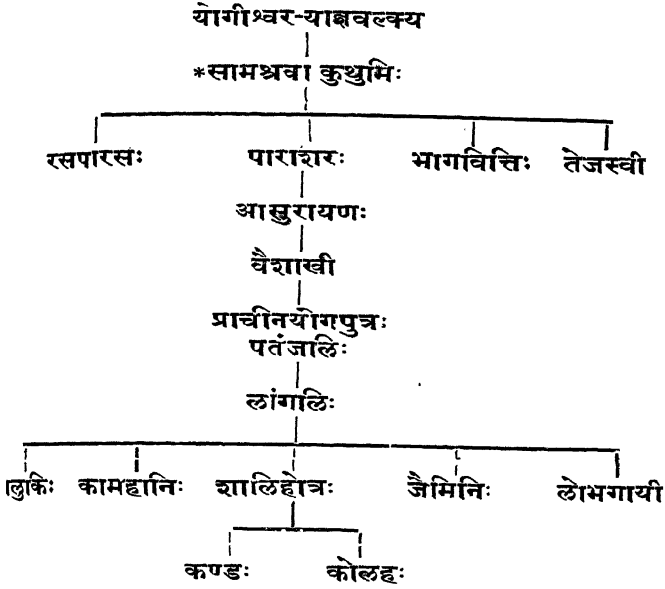 योगीश्वर-याज्ञवल्क्य
*सामश्रवा कुथुमिः
रसपारसः पाराशरः भागवित्तिः तेजस्वी
आसुरायणः
वैशाखी
प्राचीनयोगपुत्रः
पतंजालिः
लांगलिः
कामहानिः शालिहोत्रः जैमिनिः लोभगायी
कण्डः कोलहः